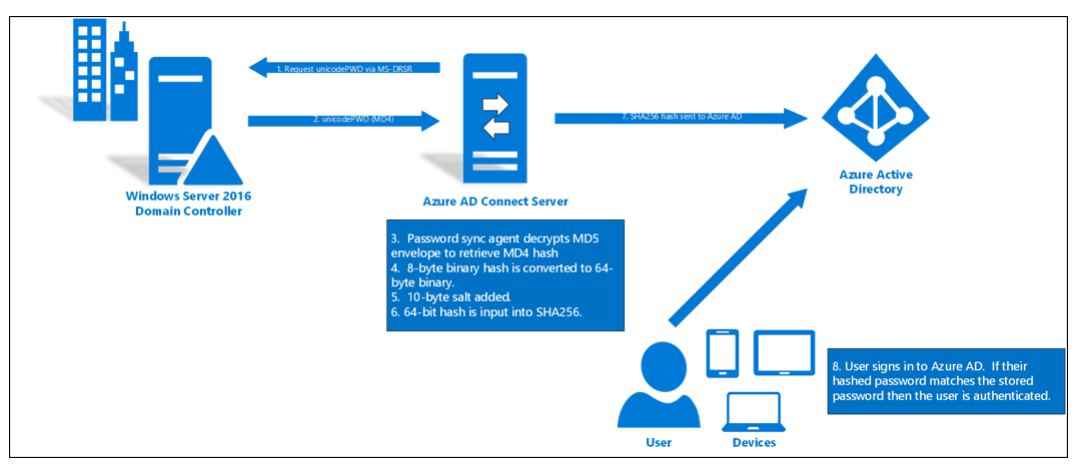 1. Request unicodePWD via MS-DRSR
2. unicodePWD (MD4)
7. SHA256 hash sent to Azure AD
Windows Server 2016
Domain Controller
Azure AD Connect Server
Azure Active
Directory
3.  Password sync agent decrypts MD5
envelope to retrieve MD4 hash
4.  8-byte binary hash is converted to 64-
byte binary.
5.  10-byte salt added.
6. 64-bit hash is input into SHA256.
8. User signs in to Azure AD.  If their
hashed password matches the stored
password then the user is authenticated.
User
Devices